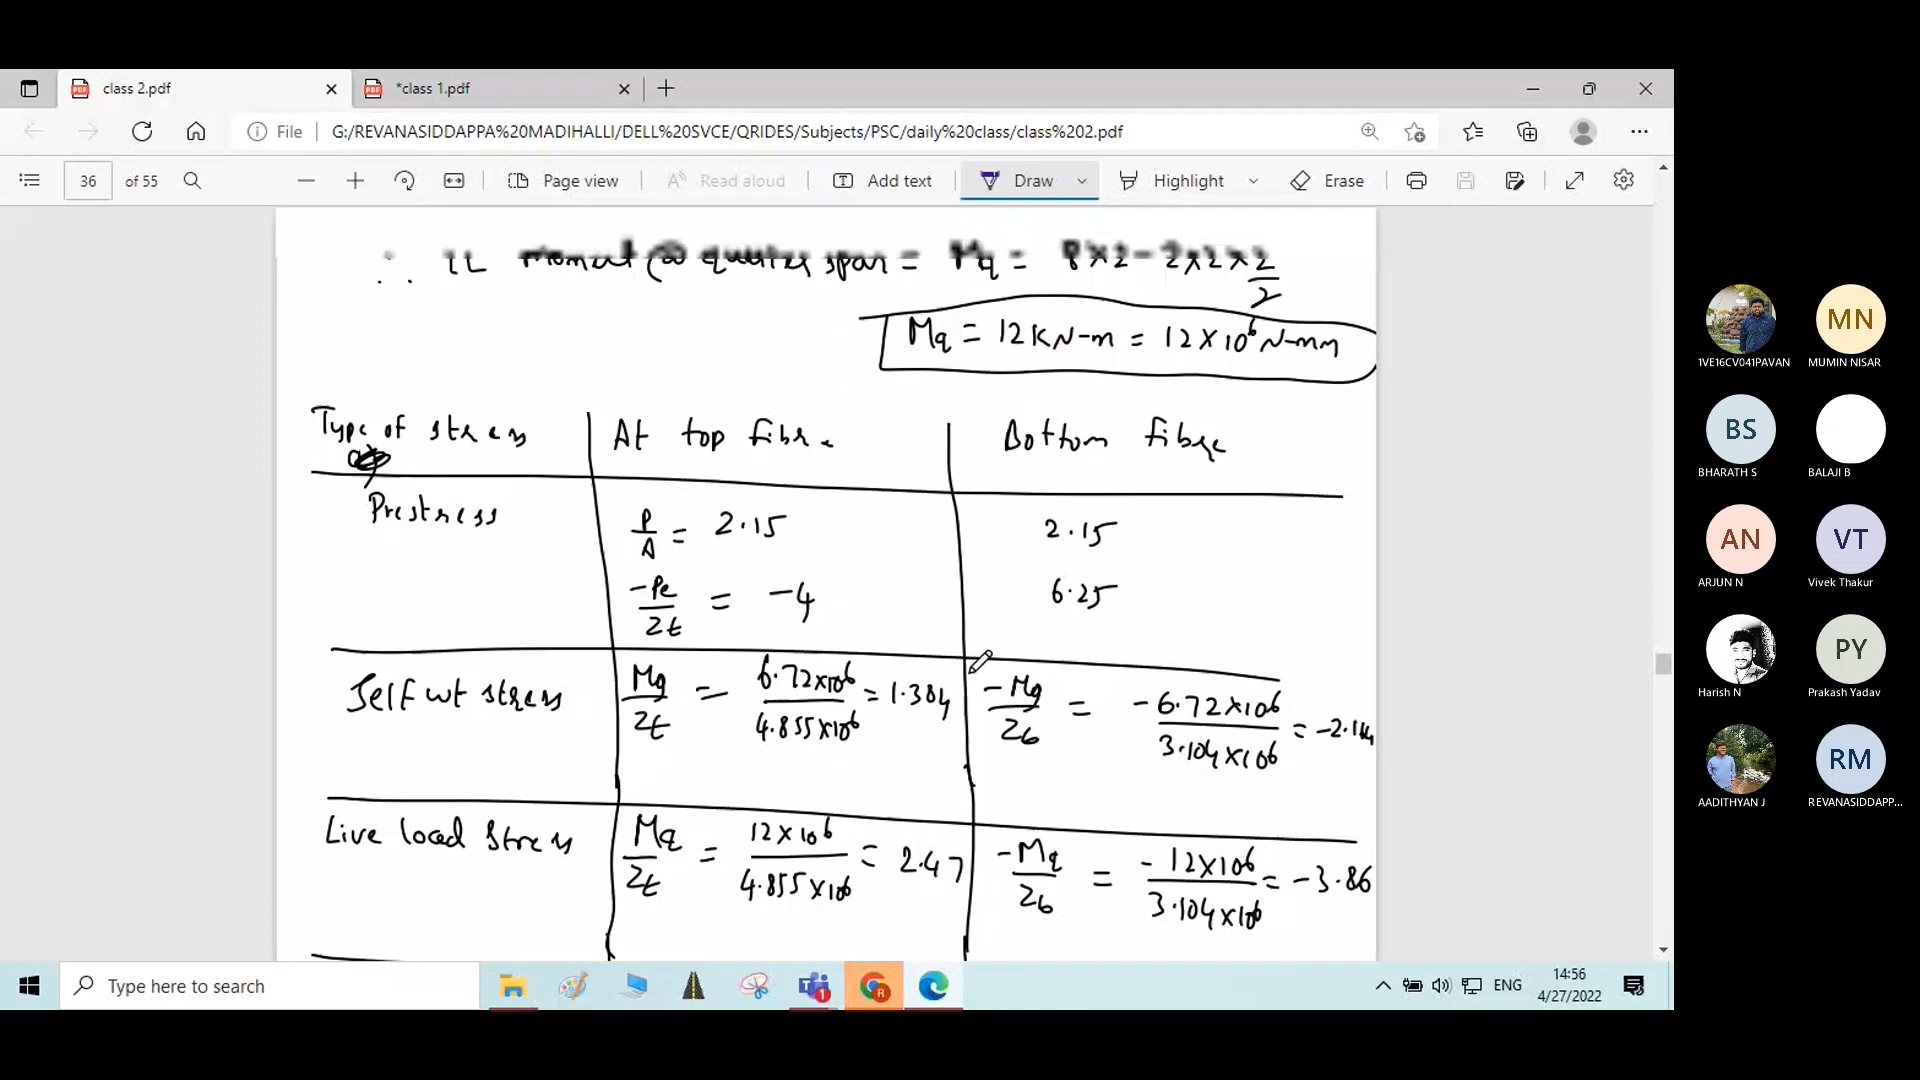 class 2.pdf
*class 1.pdf
File
G:/REVANASIDDAPPA%20MADIHALLI/DELL%20SVCE/QRIDES/Subjects/PSC/daily%20class/class%202.pdf
36 of 55
Page view
Read aloud
Add text
Draw
Highlight
Erase
∴ LL moment @ quarter span = Mq = 8×2 - 2×2×2/2
Mq = 12KN-m = 12×10⁶ N-mm
Type of stress At top fibre Bottom fibre
Prestress P/A = 2.15 2.15
-Pe/Zt = -4 6.25
Self wt stress Mg/Zt = 6.72×10⁶/4.855×10⁶ = 1.384 -Mg/Zb = -6.72×10⁶/3.104×10⁶ = -2.164
Live load stress Mq/Zt = 12×10⁶/4.855×10⁶ = 2.47 -Mq/Zb = -12×10⁶/3.104×10⁶ = -3.86
1VE16CV041PAVAN
MN
MUMIN NISAR
BS
BHARATH S
BALAJI B
AN
ARJUN N
VT
Vivek Thakur
Harish N
PY
Prakash Yadav
AADITHYAN J
RM
REVANASIDDAPP...
Type here to search
1
R
ENG
14:56
4/27/2022